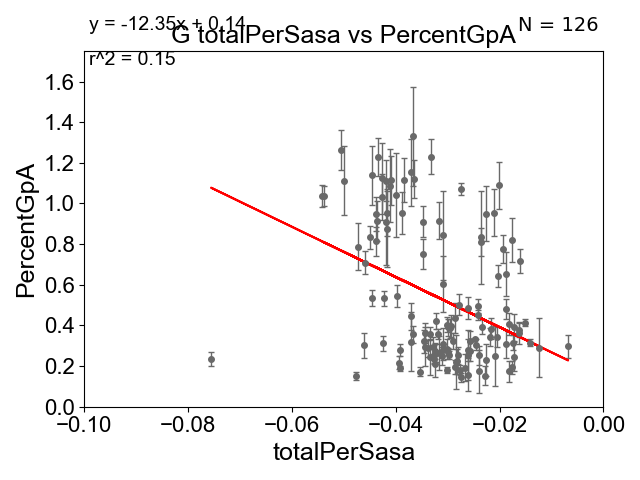 y = -12.35x + 0.14
N = 126
G totalPerSasa vs PercentGpA
r^2 = 0.15
PercentGpA
1.6
1.4
1.2
1.0
0.8
0.6
0.4
0.2
0.0
−0.10 −0.08 −0.06 −0.04 −0.02 0.00
totalPerSasa